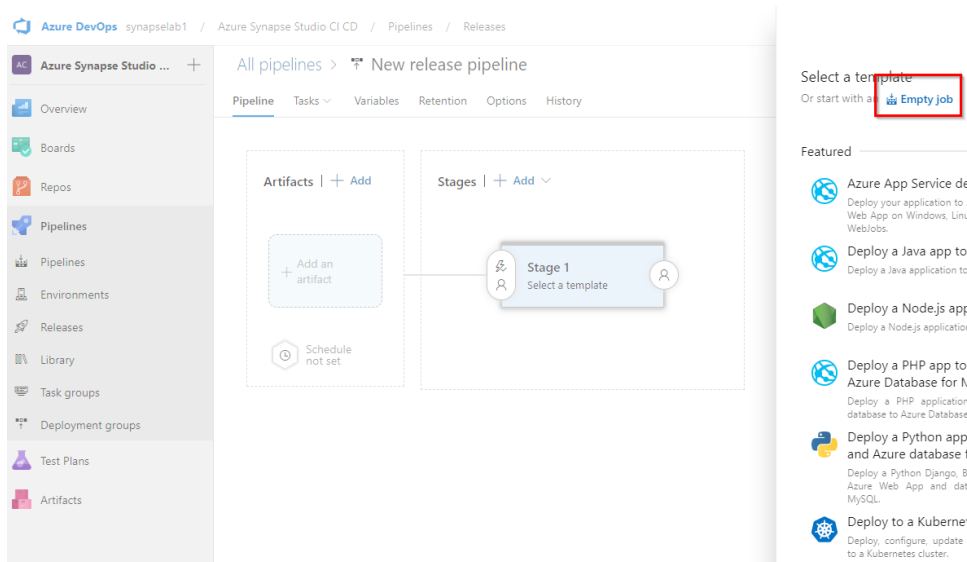 Azure DevOps synapselab1 / Azure Synapse Studio CI CD / Pipelines / Releases
AC Azure Synapse Studio ...
Overview
Boards
Repos
Pipelines
Pipelines
Environments
Releases
Library
Task groups
Deployment groups
Test Plans
Artifacts
All pipelines > New release pipeline
Pipeline Tasks Variables Retention Options History
Artifacts | + Add
Add an
artifact
Schedule
not set
Stages | + Add
Stage 1
Select a template
Select a template
Or start with an Empty job
Featured
Azure App Service de
Deploy your application to
Web App on Windows, Linu
WebJobs.
Deploy a Java app to
Deploy a Java application to
Deploy a Node.js app
Deploy a Node.js application
Deploy a PHP app to
Azure Database for M
Deploy a PHP application
database to Azure Database
Deploy a Python app
and Azure database f
Deploy a Python Django, B
Azure Web App and dat
MySQL.
Deploy to a Kubernet
Deploy, configure, update
to a Kubernetes cluster.